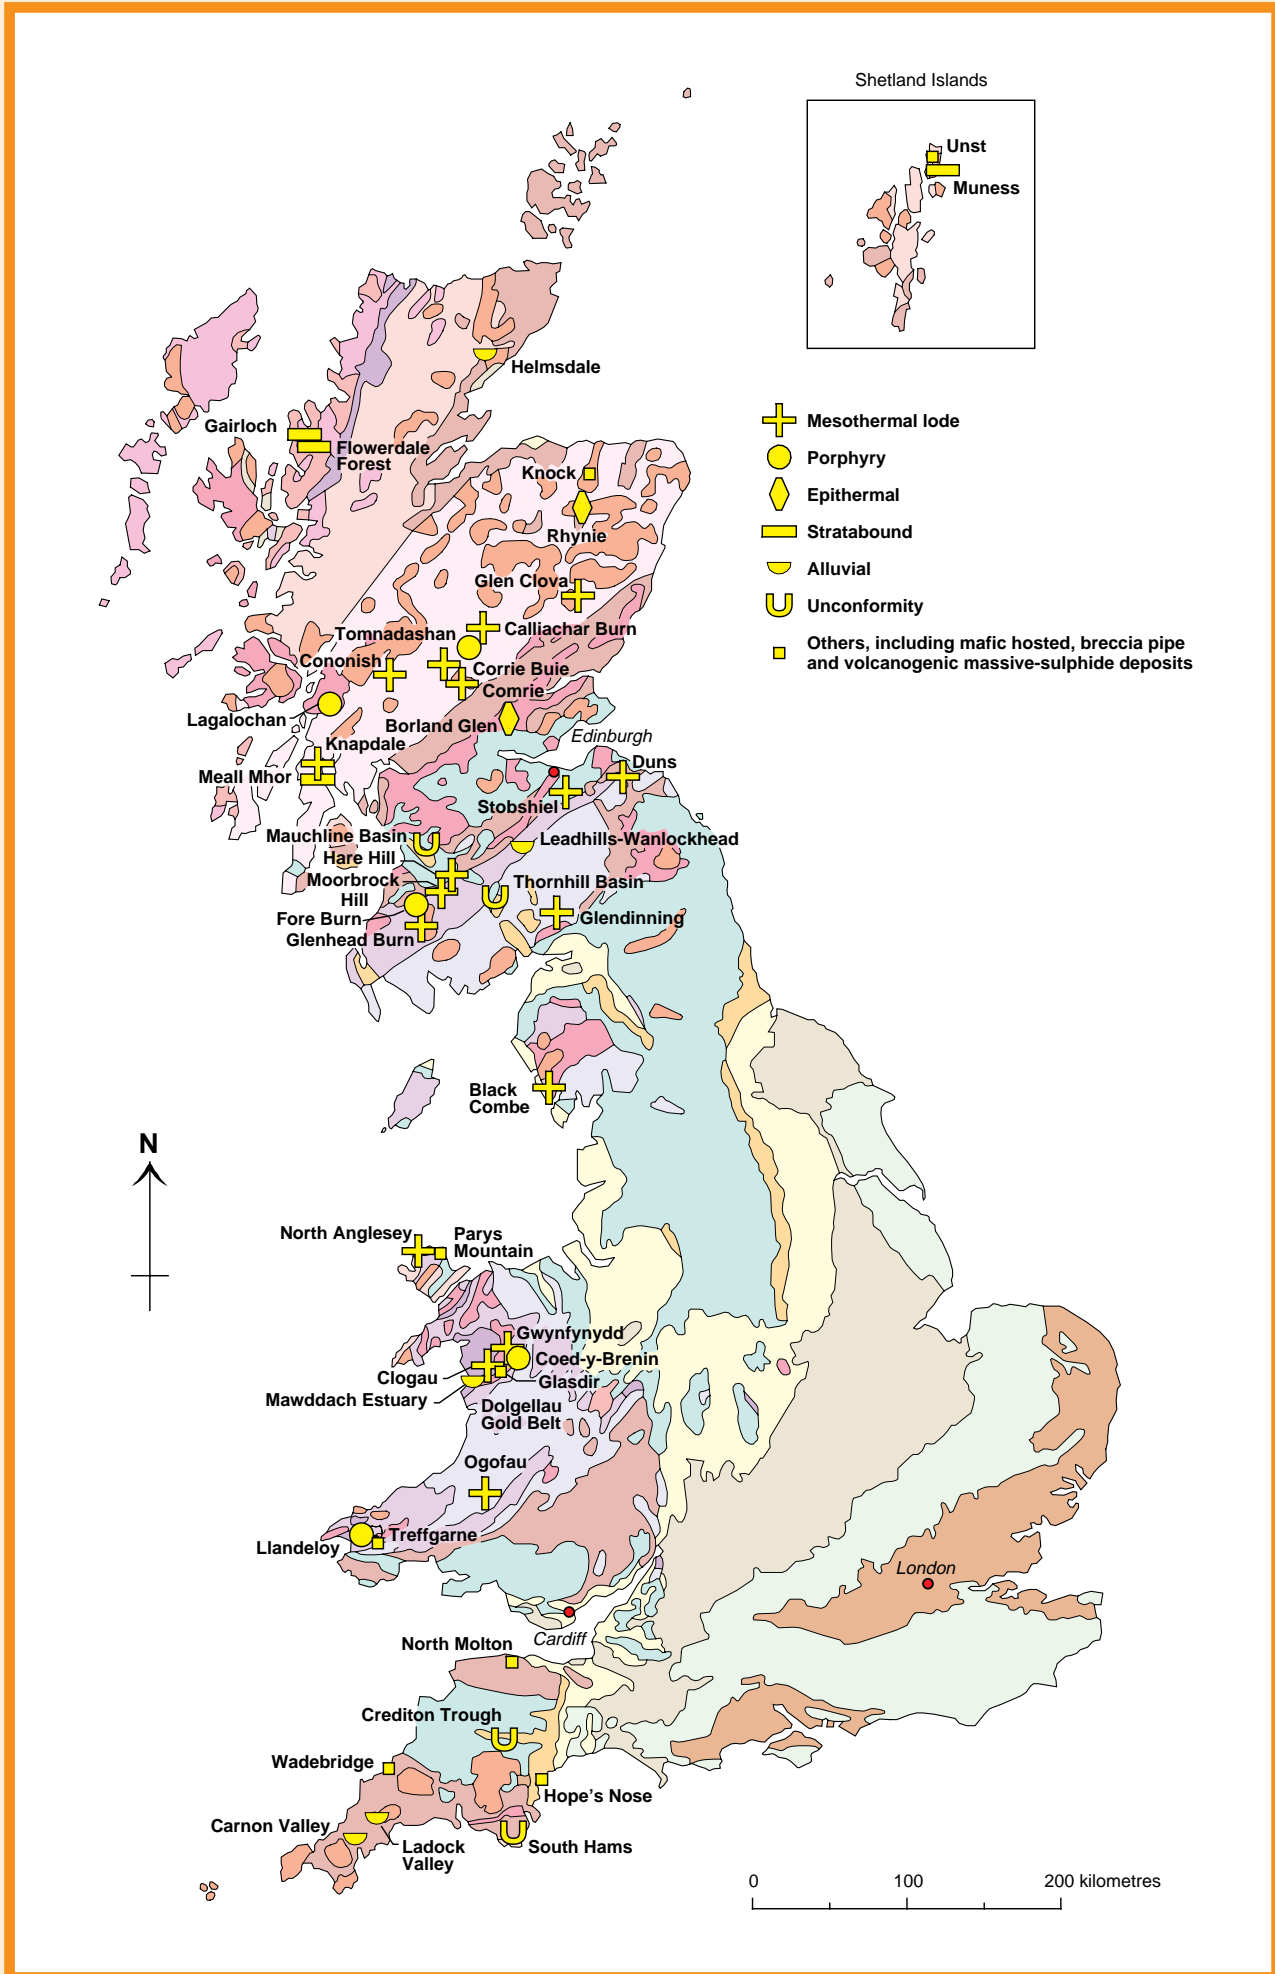 Shetland Islands
Unst
Muness
Helmsdale
Gairloch
Flowerdale
Forest
Mesothermal lode
Porphyry
Epithermal
Stratabound
Alluvial
Unconformity
Others, including mafic hosted, breccia pipe
and volcanogenic massive-sulphide deposits
Knock
Rhynie
Glen Clova
Calliachar Burn
Tomnadashan
Cononish
Corrie Buie
Comrie
Lagalochan
Borland Glen
Edinburgh
Knapdale
Duns
Meall Mhor
Stobshiel
Mauchline Basin
Leadhills-Wanlockhead
Hare Hill
Moorbrock
Hill
Thornhill Basin
Fore Burn
Glendinning
Glenhead Burn
Black
Combe
N
North Anglesey
Parys
Mountain
Gwynfynydd
Coed-y-Brenin
Clogau
Glasdir
Mawddach Estuary
Dolgellau
Gold Belt
Ogofau
Treffgarne
Llandeloy
London
Cardiff
North Molton
Crediton Trough
Wadebridge
Hope's Nose
Carnon Valley
Ladock
Valley
South Hams
0 100 200 kilometres